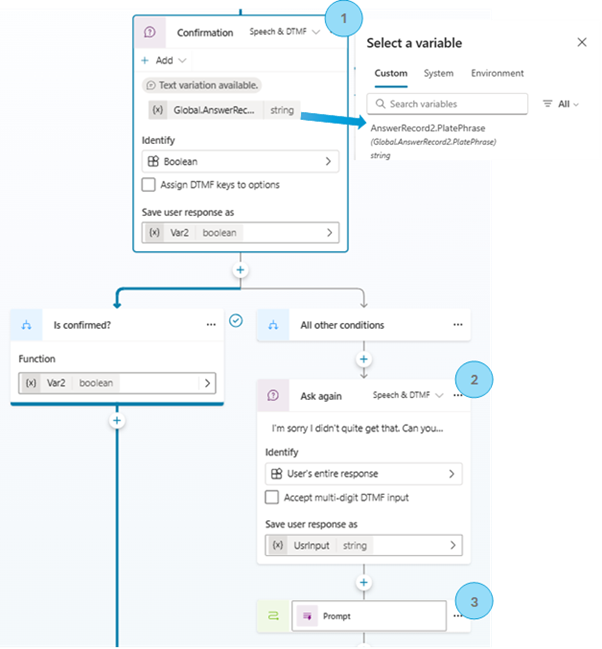 1
Confirmation Speech & DTMF
+ Add
Text variation available.
{x} Global.AnswerRec... string
Identify
Boolean
Assign DTMF keys to options
Save user response as
{x} Var2 boolean
Select a variable
Custom System Environment
Search variables All
AnswerRecord2.PlatePhrase
(Global.AnswerRecord2.PlatePhrase)
string
Is confirmed? ...
Function
{x} Var2 boolean
All other conditions ...
2
Ask again Speech & DTMF ...
I'm sorry I didn't quite get that. Can you...
Identify
User's entire response
Accept multi-digit DTMF input
Save user response as
{x} UsrInput string
3
Prompt ...